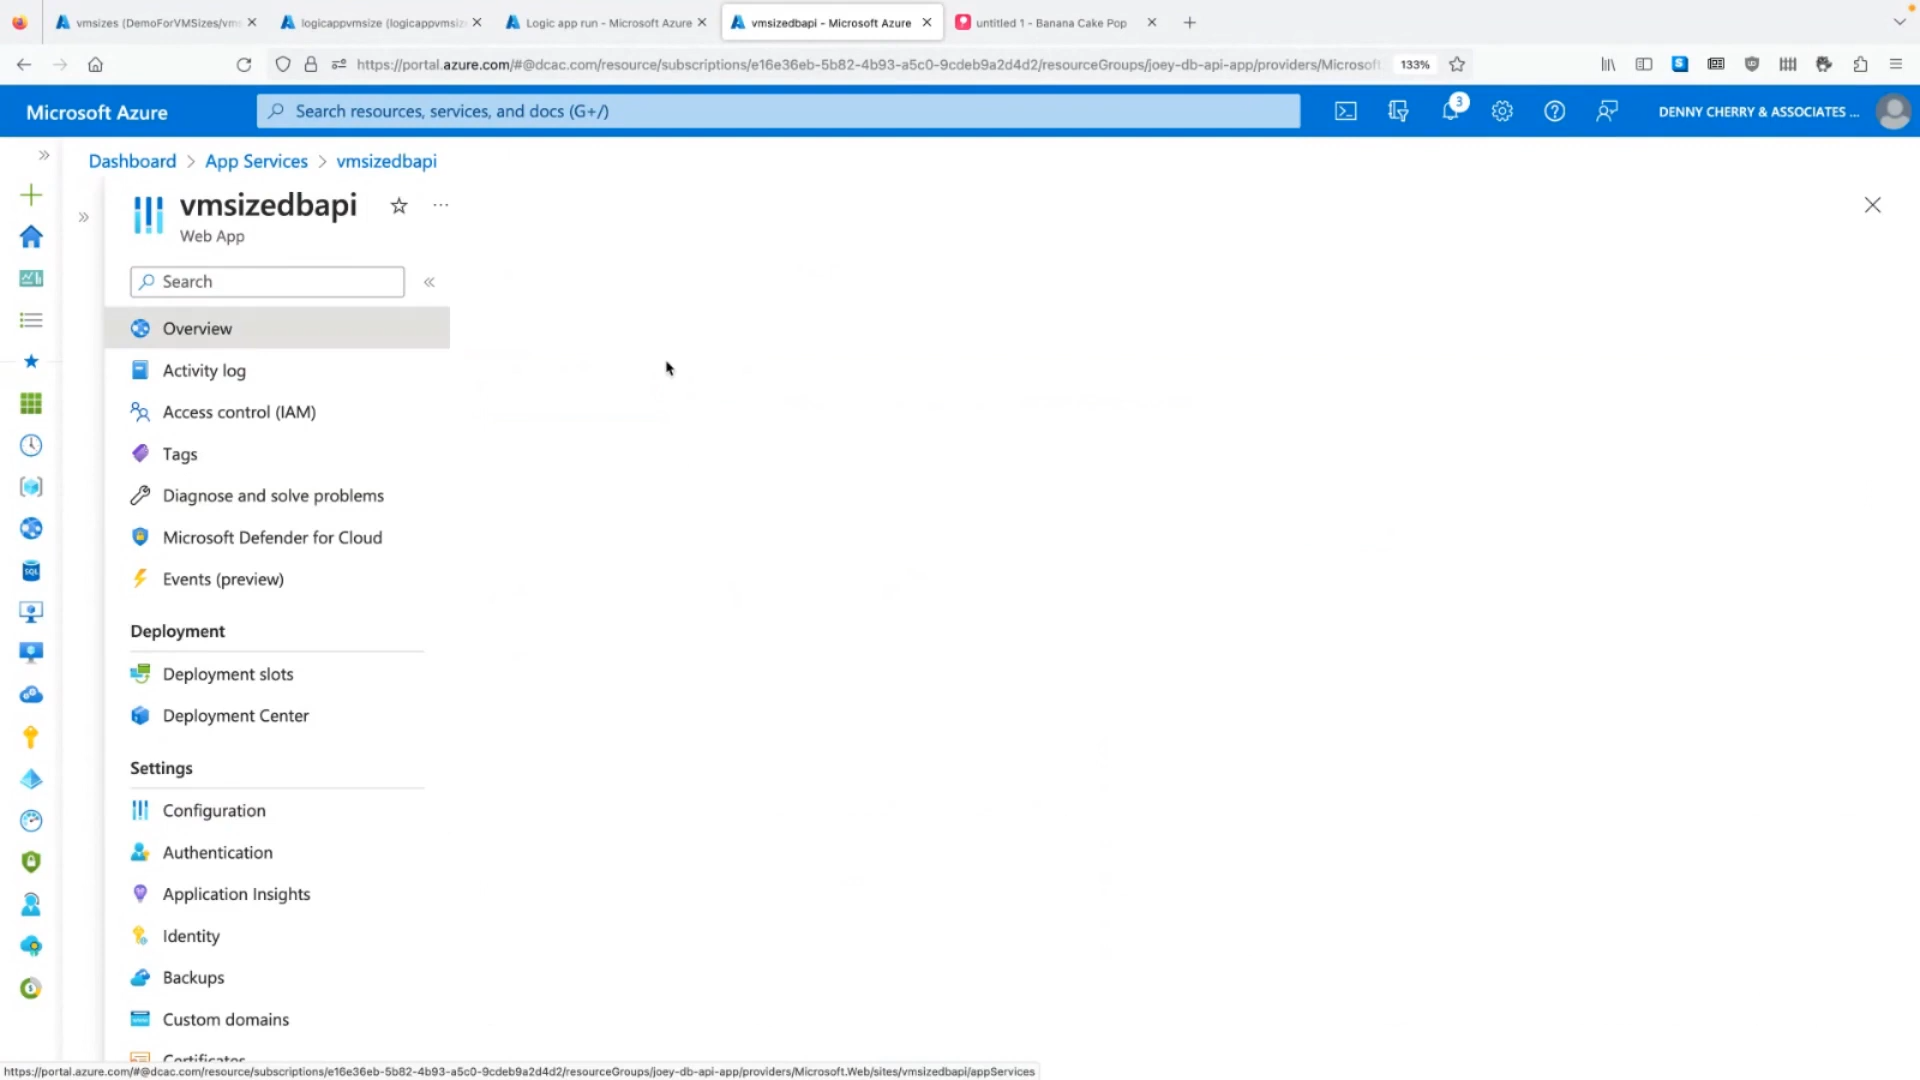 vmsizes (DemoForVMSizes/vms
logicappvmsize (logicappvmsize
Logic app run - Microsoft Azure
vmsizedbapi - Microsoft Azure
untitled 1 - Banana Cake Pop
https://portal.azure.com/#@dcac.com/resource/subscriptions/e16e36eb-5b82-4b93-a5c0-9cdeb9a2d4d2/resourceGroups/joey-db-api-app/providers/Microsoft
133%
Microsoft Azure
Search resources, services, and docs (G+/)
3
DENNY CHERRY & ASSOCIATES ...
Dashboard > App Services > vmsizedbapi
vmsizedbapi
Web App
Search
Overview
Activity log
Access control (IAM)
Tags
Diagnose and solve problems
Microsoft Defender for Cloud
Events (preview)
Deployment
Deployment slots
Deployment Center
Settings
Configuration
Authentication
Application Insights
Identity
Backups
Custom domains
Certificates
https://portal.azure.com/#@dcac.com/resource/subscriptions/e16e36eb-5b82-4b93-a5c0-9cdeb9a2d4d2/resourceGroups/joey-db-api-app/providers/Microsoft.Web/sites/vmsizedbapi/appServices